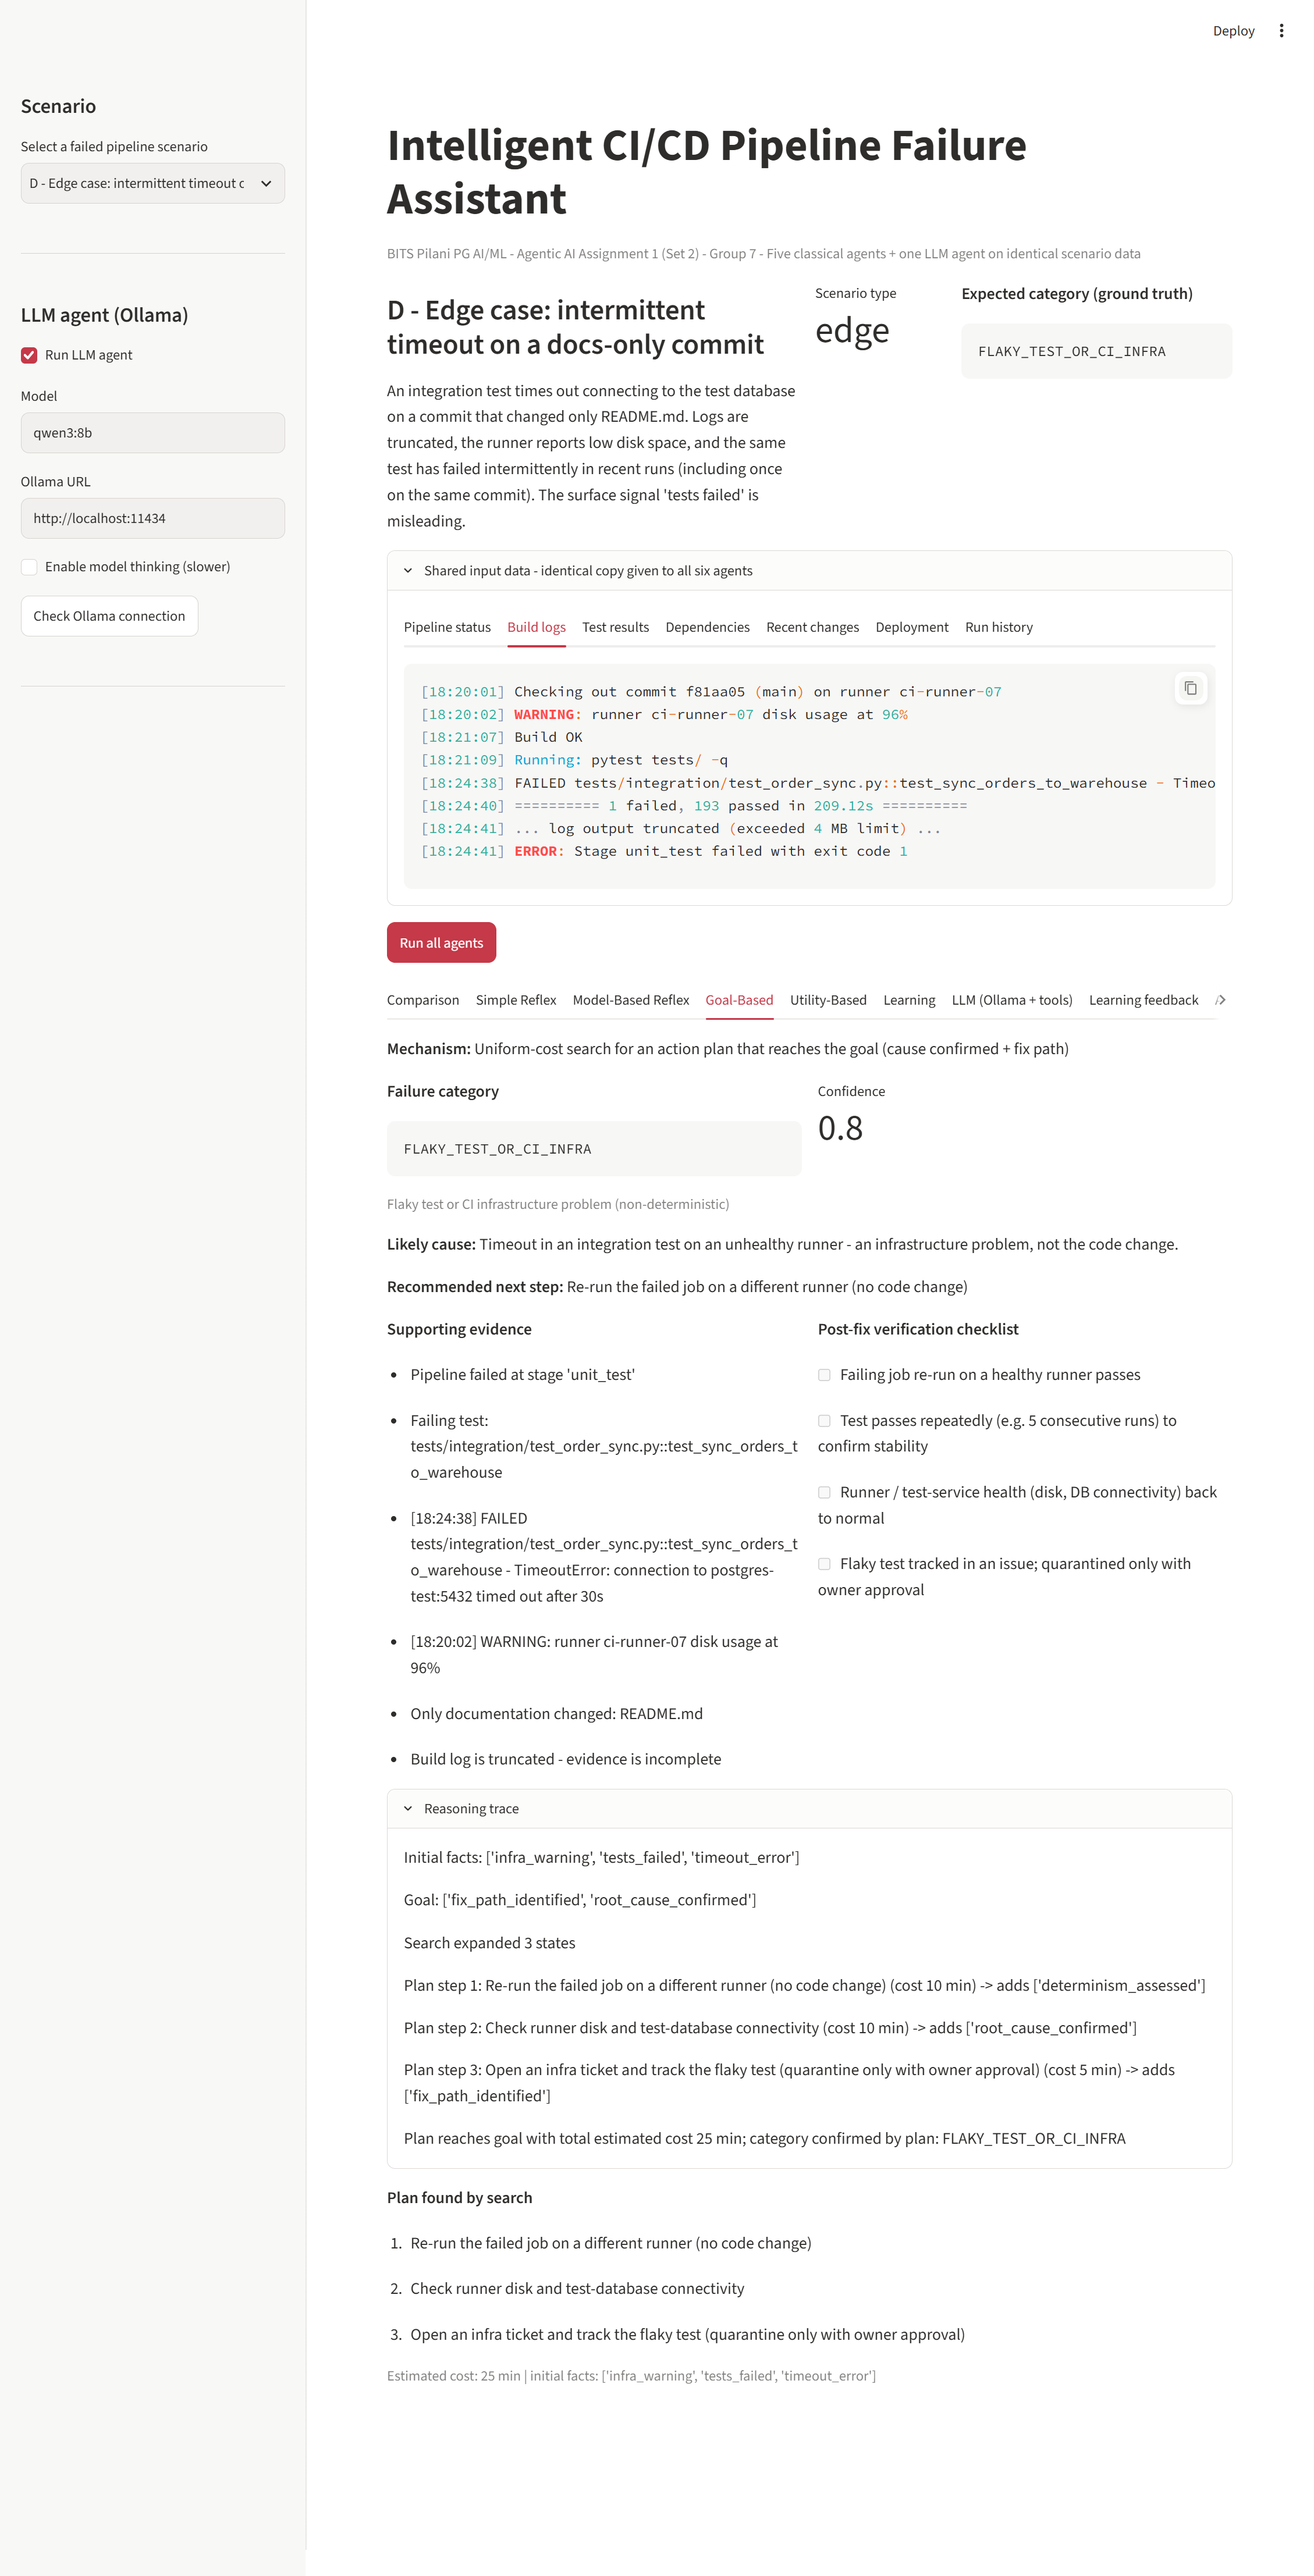 Deploy
Scenario
Select a failed pipeline scenario
D - Edge case: intermittent timeout c
LLM agent (Ollama)
Run LLM agent
Model
qwen3:8b
Ollama URL
http://localhost:11434
Enable model thinking (slower)
Check Ollama connection
Intelligent CI/CD Pipeline Failure
Assistant
BITS Pilani PG AI/ML - Agentic AI Assignment 1 (Set 2) - Group 7 - Five classical agents + one LLM agent on identical scenario data
D - Edge case: intermittent
timeout on a docs-only commit
An integration test times out connecting to the test database
on a commit that changed only README.md. Logs are
truncated, the runner reports low disk space, and the same
test has failed intermittently in recent runs (including once
on the same commit). The surface signal 'tests failed' is
misleading.
Scenario type
edge
Expected category (ground truth)
FLAKY_TEST_OR_CI_INFRA
Shared input data - identical copy given to all six agents
Pipeline status Build logs Test results Dependencies Recent changes Deployment Run history
[18:20:01] Checking out commit f81aa05 (main) on runner ci-runner-07
[18:20:02] WARNING: runner ci-runner-07 disk usage at 96%
[18:21:07] Build OK
[18:21:09] Running: pytest tests/ -q
[18:24:38] FAILED tests/integration/test_order_sync.py::test_sync_orders_to_warehouse - Timeo
[18:24:40] ========== 1 failed, 193 passed in 209.12s ==========
[18:24:41] ... log output truncated (exceeded 4 MB limit) ...
[18:24:41] ERROR: Stage unit_test failed with exit code 1
Run all agents
Comparison Simple Reflex Model-Based Reflex Goal-Based Utility-Based Learning LLM (Ollama + tools) Learning feedback
Mechanism: Uniform-cost search for an action plan that reaches the goal (cause confirmed + fix path)
Failure category
FLAKY_TEST_OR_CI_INFRA
Confidence
0.8
Flaky test or CI infrastructure problem (non-deterministic)
Likely cause: Timeout in an integration test on an unhealthy runner - an infrastructure problem, not the code change.
Recommended next step: Re-run the failed job on a different runner (no code change)
Supporting evidence
• Pipeline failed at stage 'unit_test'
• Failing test:
tests/integration/test_order_sync.py::test_sync_orders_t
o_warehouse
• [18:24:38] FAILED
tests/integration/test_order_sync.py::test_sync_orders_t
o_warehouse - TimeoutError: connection to postgres-
test:5432 timed out after 30s
• [18:20:02] WARNING: runner ci-runner-07 disk usage at
96%
• Only documentation changed: README.md
• Build log is truncated - evidence is incomplete
Post-fix verification checklist
Failing job re-run on a healthy runner passes
Test passes repeatedly (e.g. 5 consecutive runs) to
confirm stability
Runner / test-service health (disk, DB connectivity) back
to normal
Flaky test tracked in an issue; quarantined only with
owner approval
Reasoning trace
Initial facts: ['infra_warning', 'tests_failed', 'timeout_error']
Goal: ['fix_path_identified', 'root_cause_confirmed']
Search expanded 3 states
Plan step 1: Re-run the failed job on a different runner (no code change) (cost 10 min) -> adds ['determinism_assessed']
Plan step 2: Check runner disk and test-database connectivity (cost 10 min) -> adds ['root_cause_confirmed']
Plan step 3: Open an infra ticket and track the flaky test (quarantine only with owner approval) (cost 5 min) -> adds
['fix_path_identified']
Plan reaches goal with total estimated cost 25 min; category confirmed by plan: FLAKY_TEST_OR_CI_INFRA
Plan found by search
1. Re-run the failed job on a different runner (no code change)
2. Check runner disk and test-database connectivity
3. Open an infra ticket and track the flaky test (quarantine only with owner approval)
Estimated cost: 25 min | initial facts: ['infra_warning', 'tests_failed', 'timeout_error']